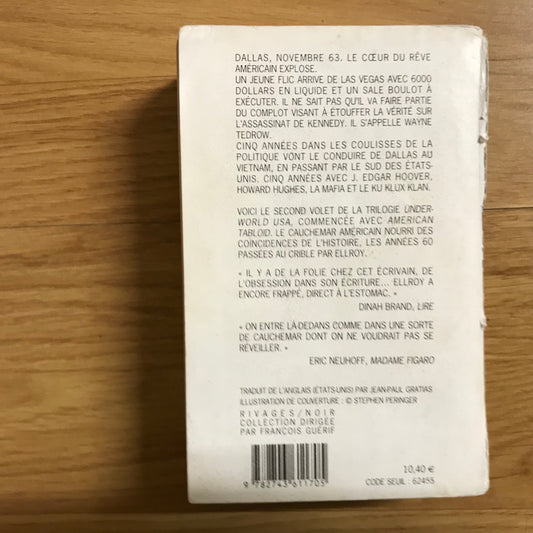 DALLAS, NOVEMBRE 63. LE CŒUR DU RÊVE
AMÉRICAIN EXPLOSE.
UN JEUNE FLIC ARRIVE DE LAS VEGAS AVEC 6000
DOLLARS EN LIQUIDE ET UN SALE BOULOT À
EXÉCUTER. IL NE SAIT PAS QU'IL VA FAIRE PARTIE
DU COMPLOT VISANT À ÉTOUFFER LA VÉRITÉ SUR
L'ASSASSINAT DE KENNEDY. IL S'APPELLE WAYNE
TEDROW.
CINQ ANNÉES DANS LES COULISSES DE LA
POLITIQUE VONT LE CONDUIRE DE DALLAS AU
VIETNAM, EN PASSANT PAR LE SUD DES ÉTATS-
UNIS. CINQ ANNÉES AVEC J. EDGAR HOOVER,
HOWARD HUGHES, LA MAFIA ET LE KU KLUX KLAN.
VOICI LE SECOND VOLET DE LA TRILOGIE UNDER-
WORLD USA, COMMENCÉE AVEC AMERICAN
TABLOID. LE CAUCHEMAR AMÉRICAIN NOURRI DES
COÏNCIDENCES DE L'HISTOIRE, LES ANNÉES 60
PASSÉES AU CRIBLE PAR ELLROY.
« IL Y A DE LA FOLIE CHEZ CET ÉCRIVAIN, DE
L'OBSESSION DANS SON ÉCRITURE... ELLROY A
ENCORE FRAPPÉ, DIRECT À L'ESTOMAC. »
DINAH BRAND, LIRE
« ON ENTRE LÀ-DEDANS COMME DANS UNE SORTE
DE CAUCHEMAR DONT ON NE VOUDRAIT PAS SE
RÉVEILLER. »
ERIC NEUHOFF, MADAME FIGARO
TRADUIT DE L'ANGLAIS (ÉTATS-UNIS) PAR JEAN-PAUL GRATIAS
ILLUSTRATION DE COUVERTURE : © STEPHEN PERINGER
RIVAGES/NOIR
COLLECTION DIRIGÉE
PAR FRANÇOIS GUÉRIF
9 782743 611705
10,40 €
CODE SEUIL : 62455